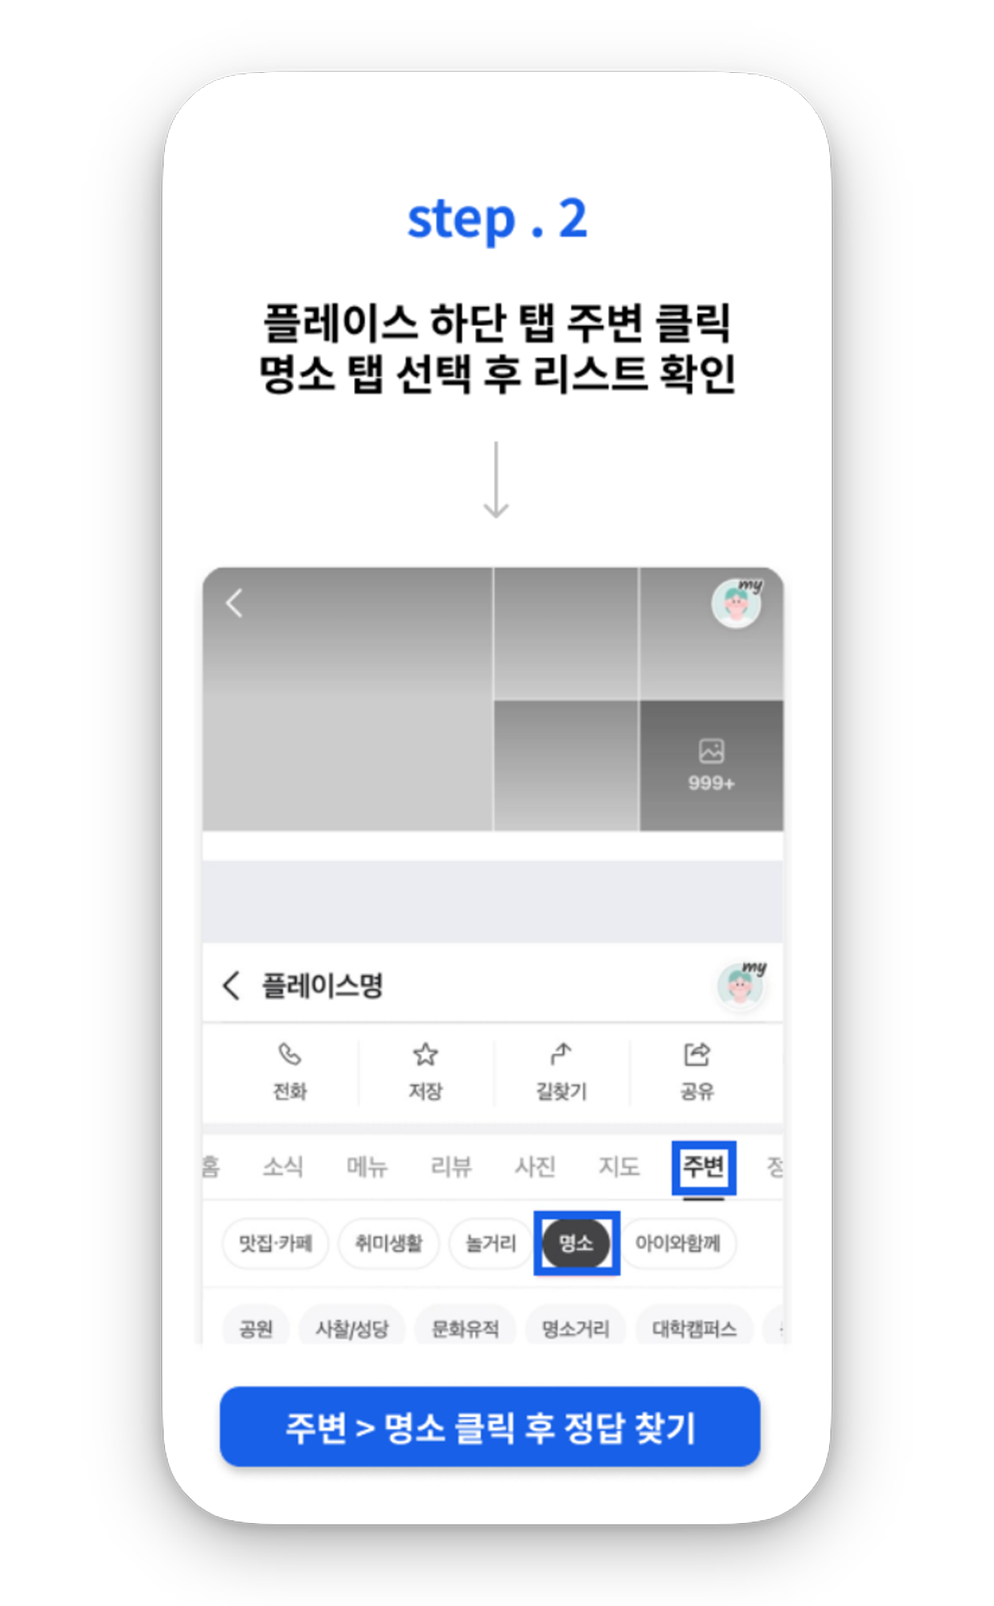 step . 2
플레이스 하단 탭 주변 클릭
명소 탭 선택 후 리스트 확인
my
999+
플레이스명
my
전화 저장 길찾기 공유
홈 소식 메뉴 리뷰 사진 지도 주변
맛집·카페 취미생활 놀거리 명소 아이와함께
공원 사찰/성당 문화유적 명소거리 대학캠퍼스
주변 > 명소 클릭 후 정답 찾기